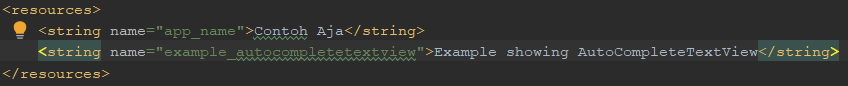 <resources>
<string name="app_name">Contoh Aja</string>
<string name="example_autocompletetextview">Example showing AutoCompleteTextView</string>
</resources>